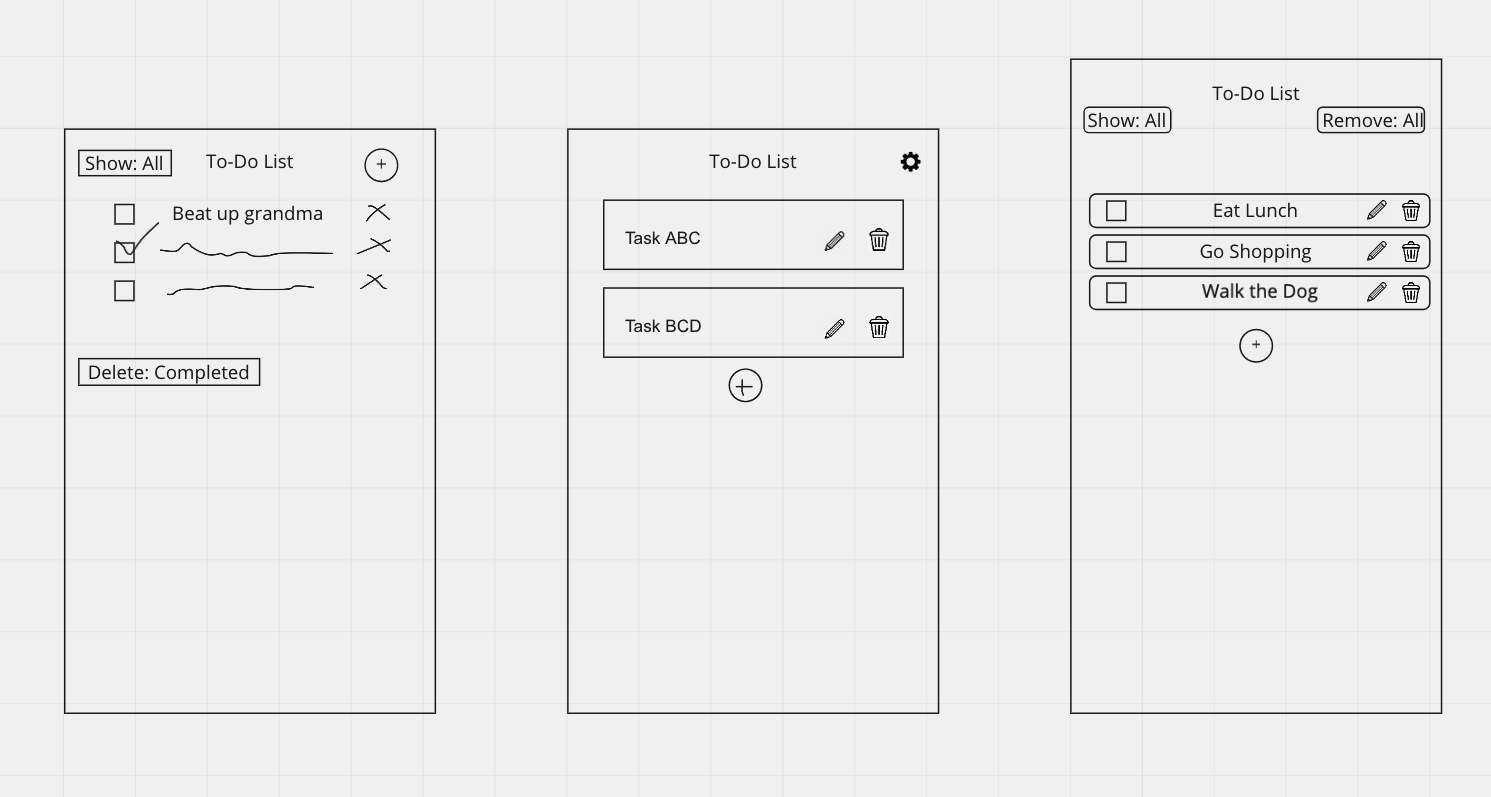 Show: All
To-Do List
+
Beat up grandma
Delete: Completed
To-Do List
Task ABC
Task BCD
+
To-Do List
Show: All
Remove: All
Eat Lunch
Go Shopping
Walk the Dog
+